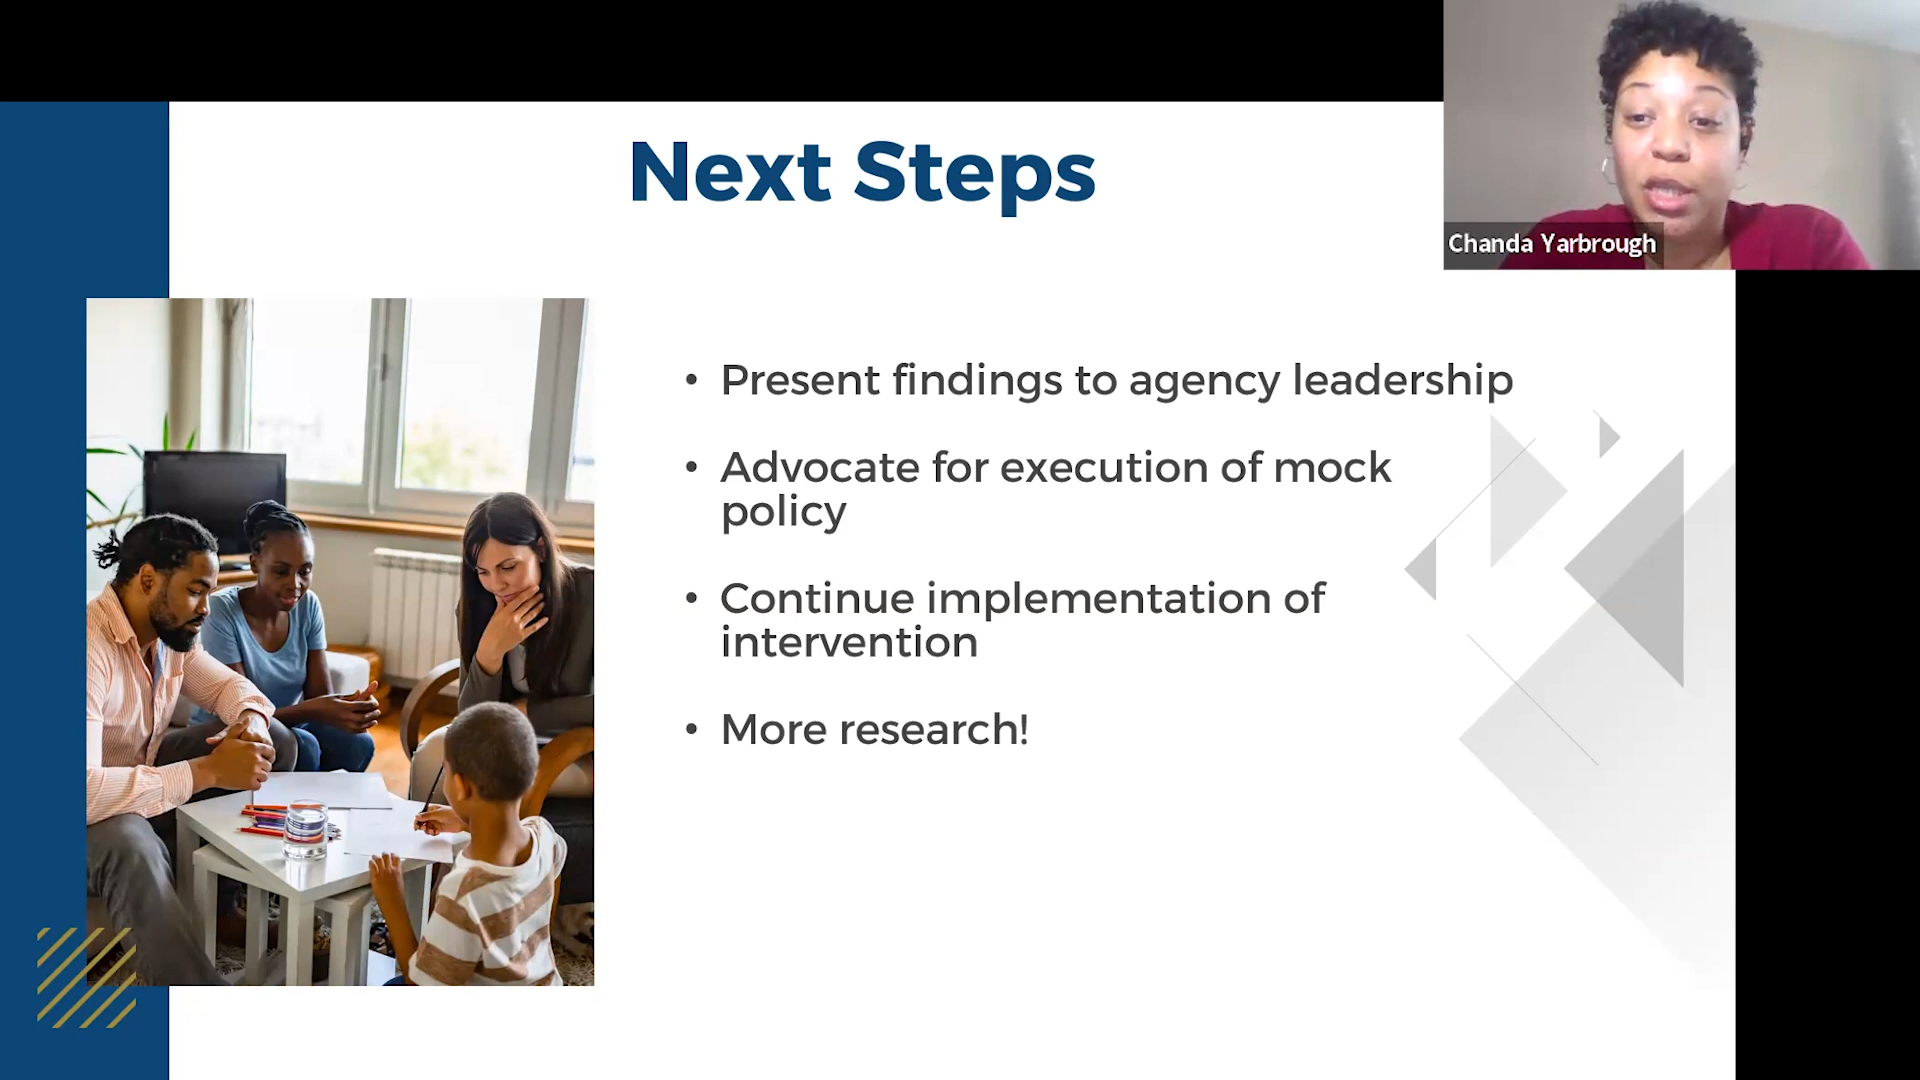 Next Steps
Chanda Yarbrough
• Present findings to agency leadership
• Advocate for execution of mock
policy
• Continue implementation of
intervention
• More research!